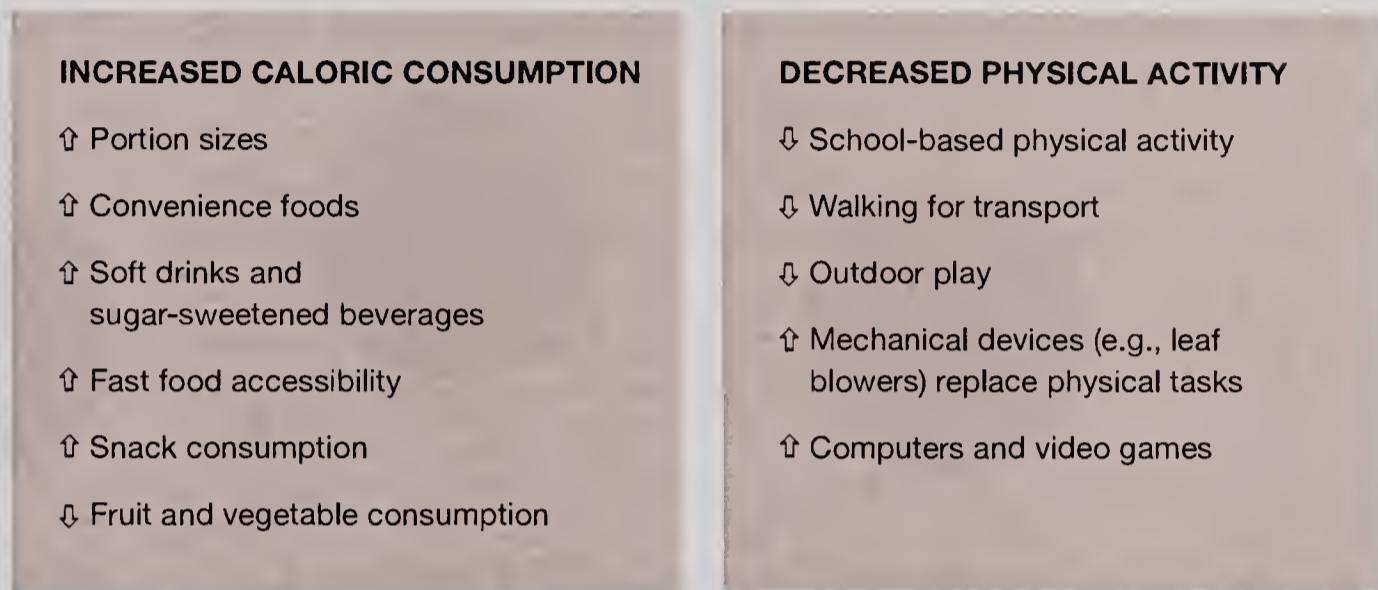 INCREASED CALORIC CONSUMPTION
⇧ Portion sizes
⇧ Convenience foods
⇧ Soft drinks and
sugar-sweetened beverages
⇧ Fast food accessibility
⇧ Snack consumption
⇩ Fruit and vegetable consumption
DECREASED PHYSICAL ACTIVITY
⇩ School-based physical activity
⇩ Walking for transport
⇩ Outdoor play
⇧ Mechanical devices (e.g., leaf
blowers) replace physical tasks
⇧ Computers and video games